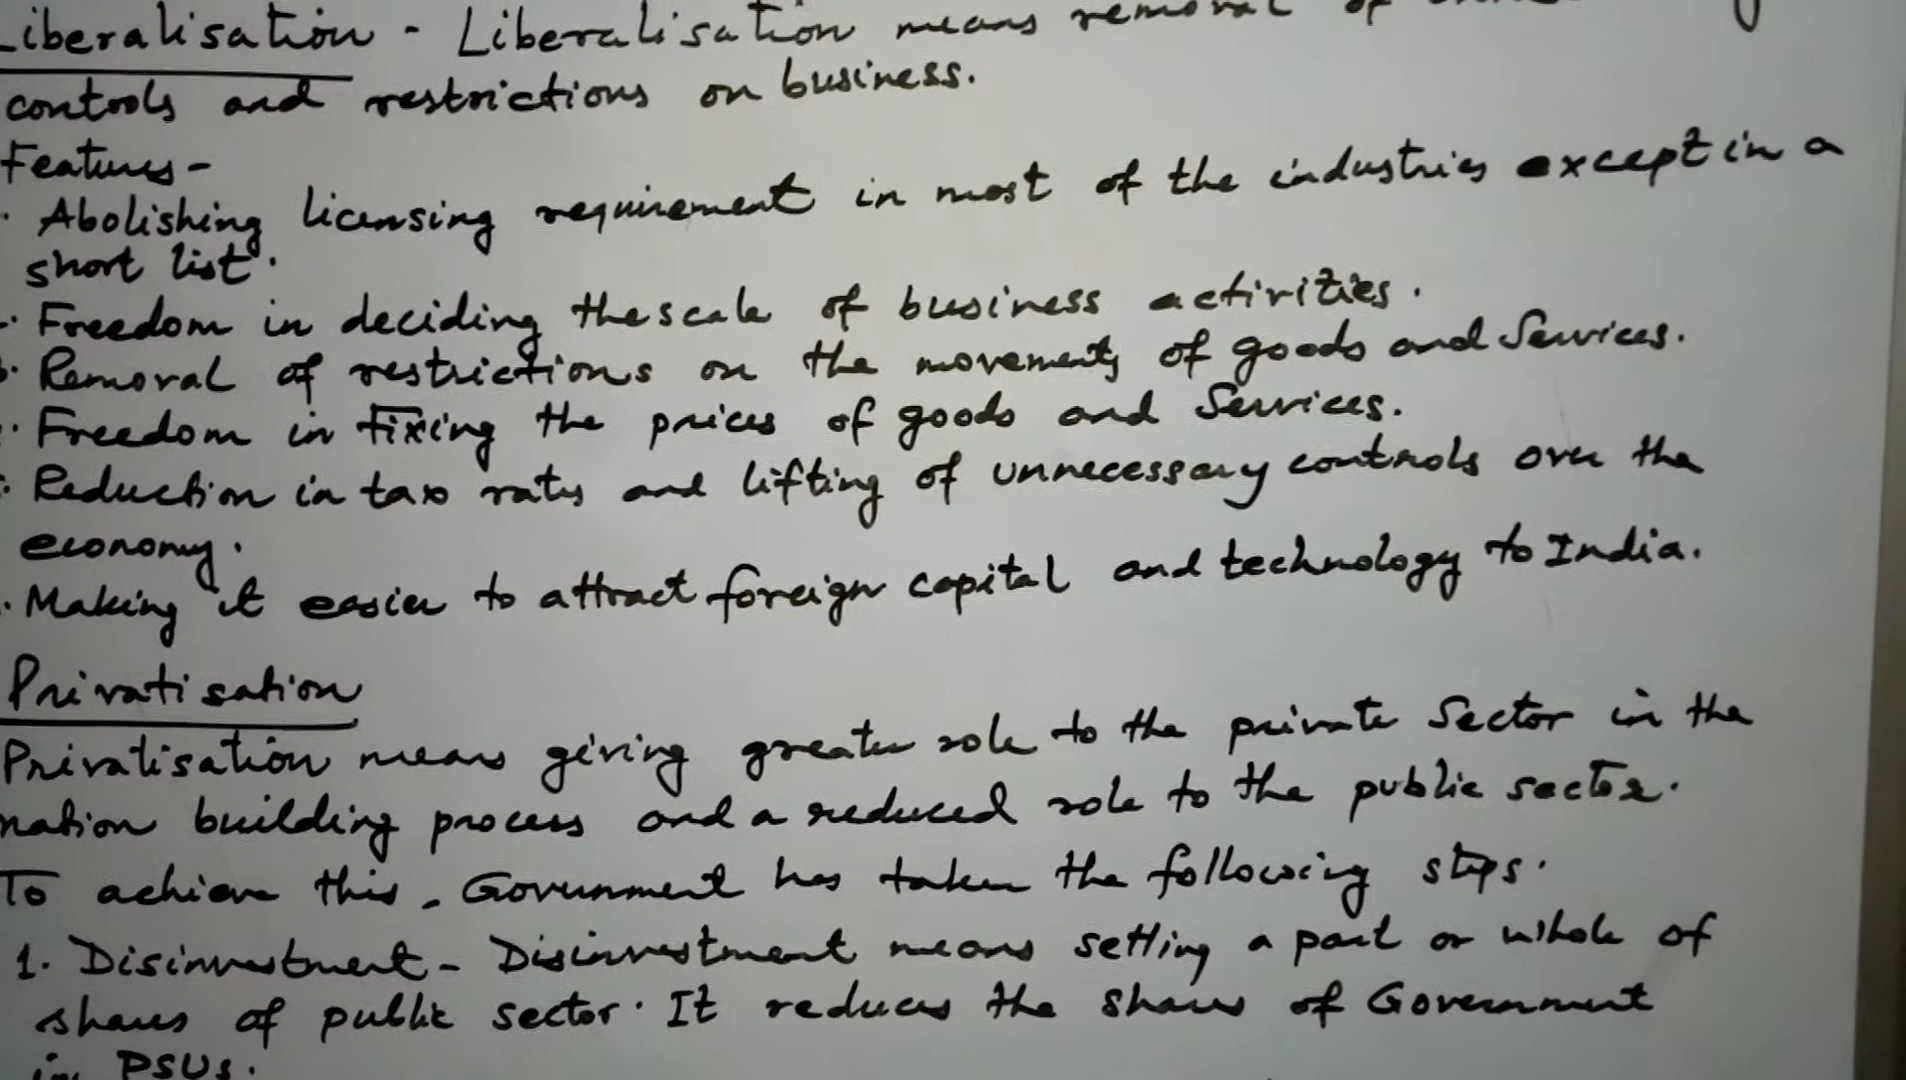 Liberalisation - Liberalisation means removal of
controls and restrictions on business.
Features-
Abolishing licensing requirement in most of the industries except in a
short list.
Freedom in deciding the scale of business activities.
Removal of restrictions on the movements of goods and Services.
Freedom in fixing the prices of goods and Services.
Reduction in tax rates and lifting of unnecessary controls over the
economy.
Making it easier to attract foreign capital and technology to India.
Privatisation
Privatisation means giving greater role to the private Sector in the
nation building process and a reduced role to the public sector.
To achieve this, Government has taken the following steps.
1. Disinvestment - Disinvestment means selling a part or whole of
shares of public sector. It reduces the shares of Government
in PSUs.